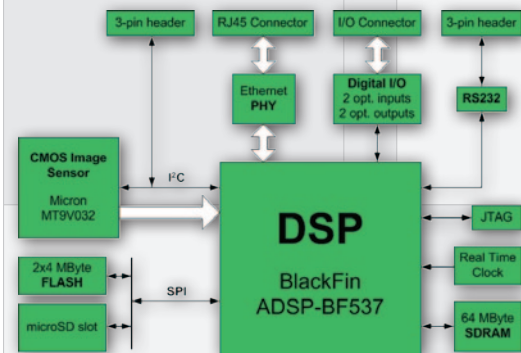 3-pin header
RJ45 Connector
I/O Connector
3-pin header
Ethernet
PHY
Digital I/O
2 opt. inputs
2 opt. outputs
RS232
CMOS Image
Sensor
Micron
MT9V032
I²C
DSP
BlackFin
ADSP-BF537
JTAG
Real Time
Clock
2x4 MByte
FLASH
SPI
microSD slot
64 MByte
SDRAM